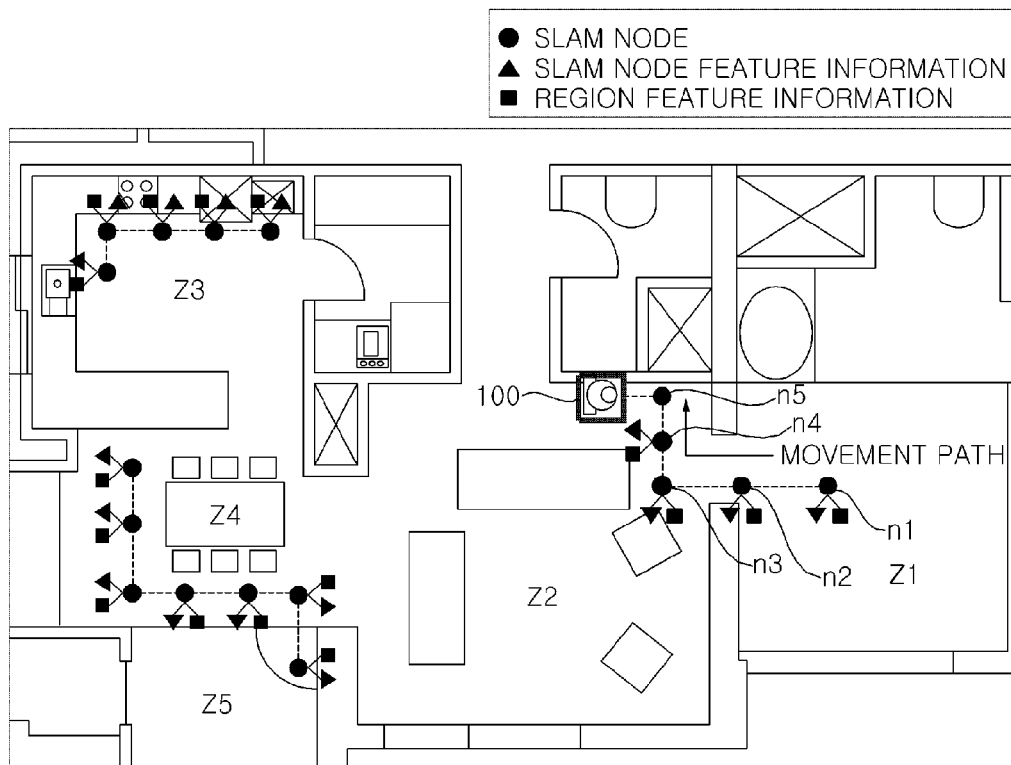 SLAM NODE
SLAM NODE FEATURE INFORMATION
REGION FEATURE INFORMATION
Z3
100
n5
n4
MOVEMENT PATH
Z4
n1
n3
n2
Z1
Z2
Z5